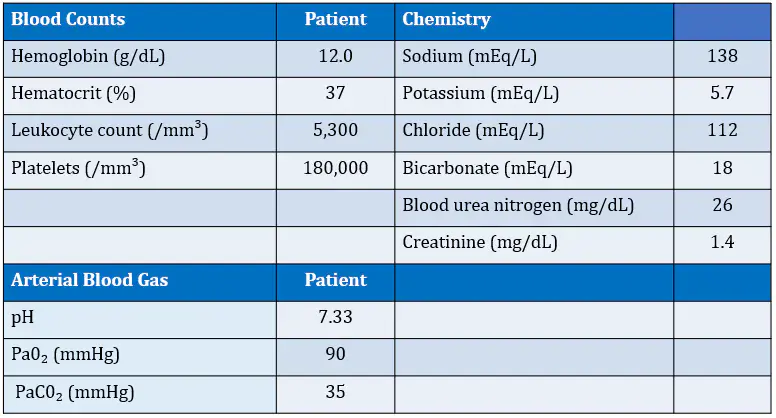 Blood Counts Patient Chemistry
Hemoglobin (g/dL) 12.0 Sodium (mEq/L) 138
Hematocrit (%) 37 Potassium (mEq/L) 5.7
Leukocyte count (/mm³) 5,300 Chloride (mEq/L) 112
Platelets (/mm³) 180,000 Bicarbonate (mEq/L) 18
Blood urea nitrogen (mg/dL) 26
Creatinine (mg/dL) 1.4
Arterial Blood Gas Patient
pH 7.33
Pa0₂ (mmHg) 90
PaC0₂ (mmHg) 35